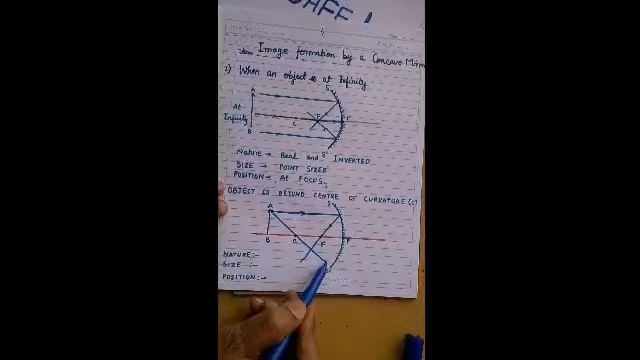 Image formation by a Concave Mirror
1) When an object is at Infinity
A
S
At
Infinity
C
F
P
B
S'
NATURE → Real and INVERTED
SIZE → POINT SIZED
POSITION → At FOCUS.
OBJECT IS BEYOND CENTRE OF CURVATURE (C)
A
S
B
C
F
P
NATURE:-
SIZE :-
POSITION:-